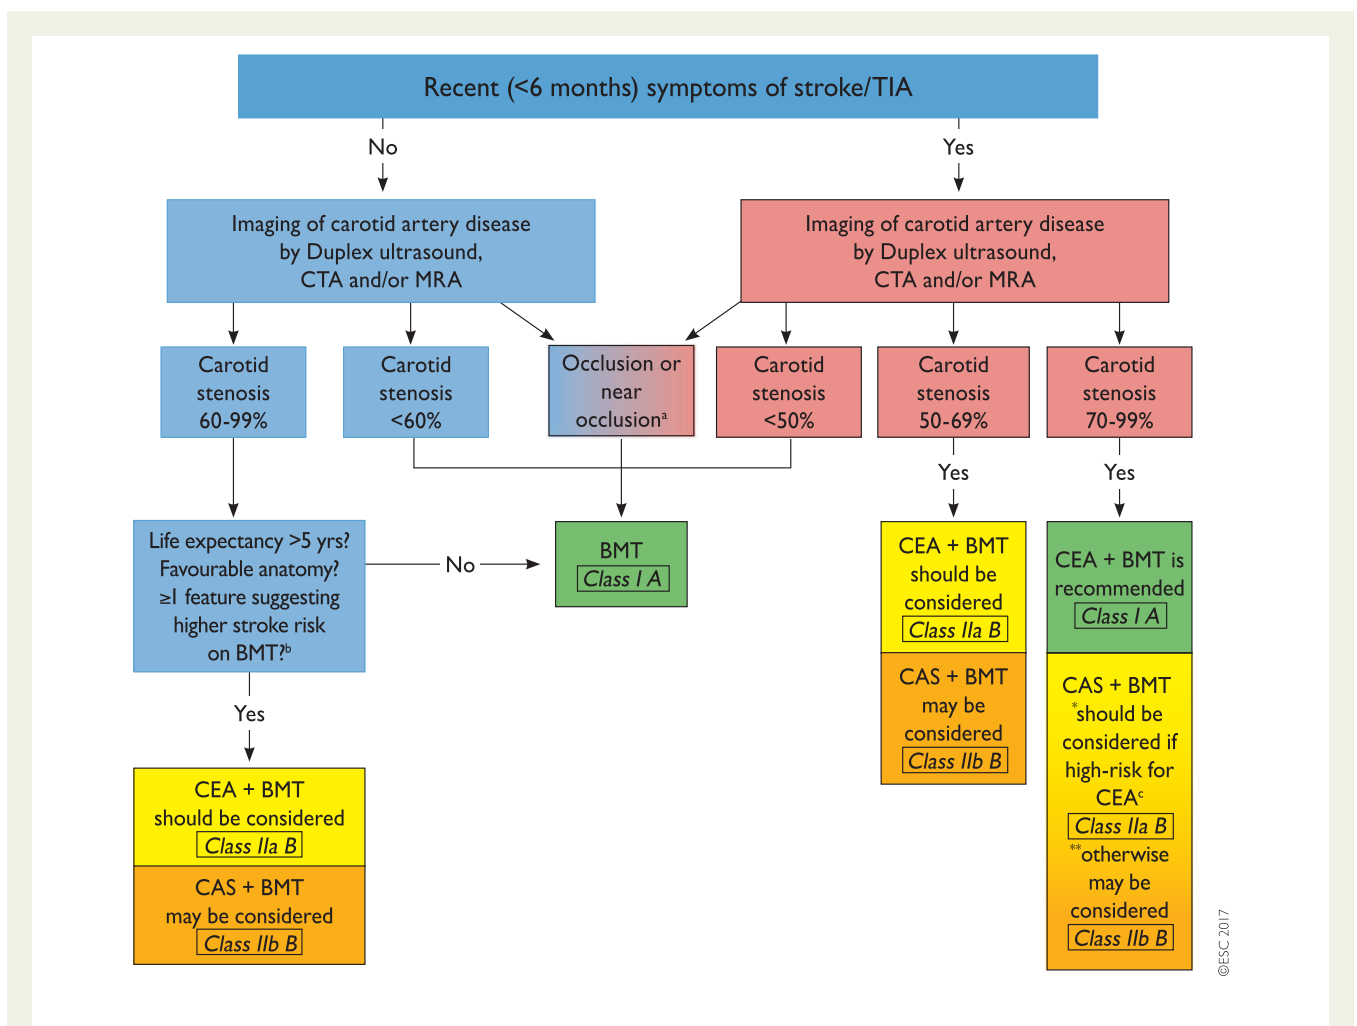 Recent (<6 months) symptoms of stroke/TIA
No
Yes
Imaging of carotid artery disease
by Duplex ultrasound,
CTA and/or MRA
Imaging of carotid artery disease
by Duplex ultrasound,
CTA and/or MRA
Carotid
stenosis
60-99%
Carotid
stenosis
<60%
Occlusion or
near
occlusionᵃ
Carotid
stenosis
<50%
Carotid
stenosis
50-69%
Carotid
stenosis
70-99%
Yes
Yes
Life expectancy >5 yrs?
Favourable anatomy?
≥1 feature suggesting
higher stroke risk
on BMT?ᵇ
No
BMT
Class I A
CEA + BMT
should be
considered
Class IIa B
CAS + BMT
may be
considered
Class IIb B
CEA + BMT is
recommended
Class I A
CAS + BMT
*should be
considered if
high-risk for
CEAᶜ
Class IIa B
**otherwise
may be
considered
Class IIb B
Yes
CEA + BMT
should be considered
Class IIa B
CAS + BMT
may be considered
Class IIb B
©ESC 2017